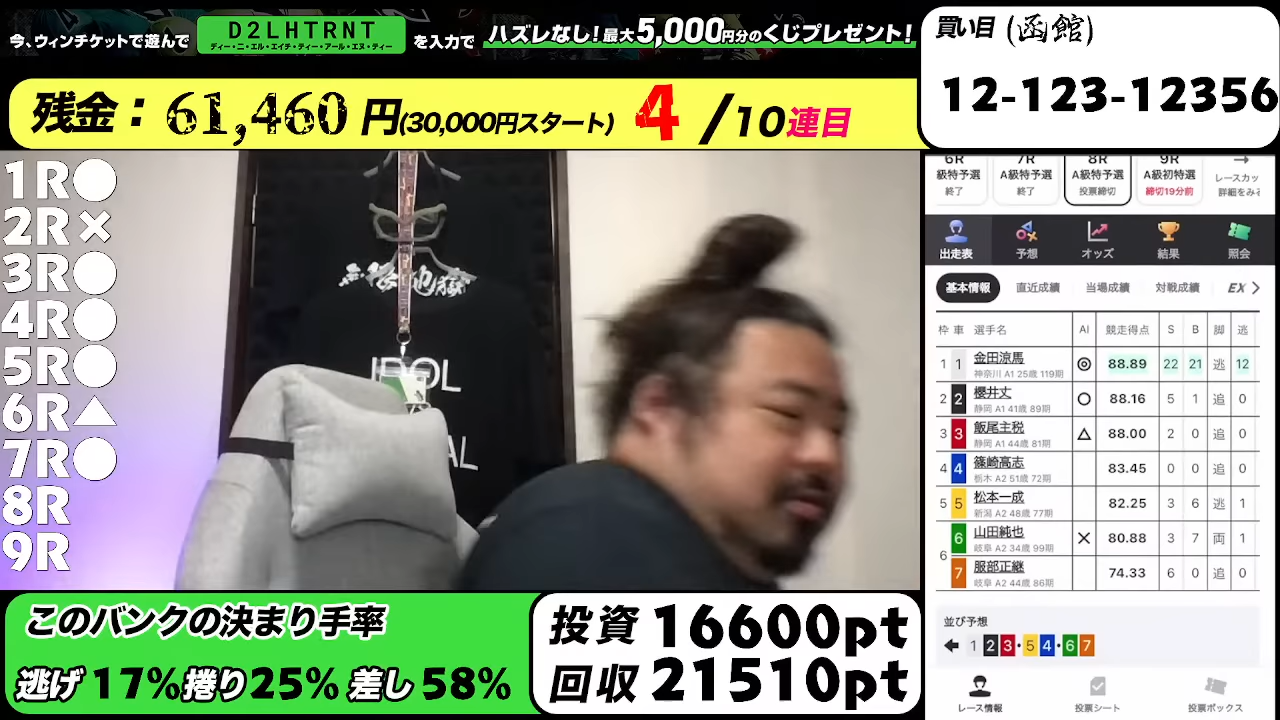 今、ウィンチケットで遊んで
D2LHTRNT
ディー・ニ・エル・エイチ・ティー・アール・エヌ・ティー
を入力で
ハズレなし!最大5,000円分のくじプレゼント!
残金: 61,460 円(30,000円スタート) 4 /10連目
買い目 (函館)
12-123-12356
1R●
2R×
3R●
4R●
5R●
6R▲
7R●
8R
9R
IDOL
AL
6R 7R 8R 9R →
級特予選 A級特予選 A級特予選 A級初特選 レースカッ
終了 終了 投票締切 締切19分前 詳細をみる
出走表 予想 オッズ 結果 照会
基本情報 直近成績 当場成績 対戦成績 EX >
枠 車 選手名 AI 競走得点 S B 脚 逃
1 1 金田涼馬 ◎ 88.89 22 21 逃 12
神奈川 A1 25歳 119期
2 2 櫻井丈 ○ 88.16 5 1 追 0
静岡 A1 41歳 89期
3 3 飯尾主税 △ 88.00 2 0 追 0
静岡 A1 44歳 81期
4 4 篠崎高志 83.45 0 0 追 0
栃木 A2 51歳 72期
5 5 松本一成 82.25 3 6 逃 1
新潟 A2 48歳 77期
6 6 山田純也 × 80.88 3 7 両 1
岐阜 A2 34歳 99期
7 服部正継 74.33 6 0 追 0
岐阜 A2 44歳 86期
並び予想
← 1 2 3・5 4・6 7
レース情報 投票シート 投票ボックス
このバンクの決まり手率
逃げ 17% 捲り 25% 差し 58%
投資 16600pt
回収 21510pt